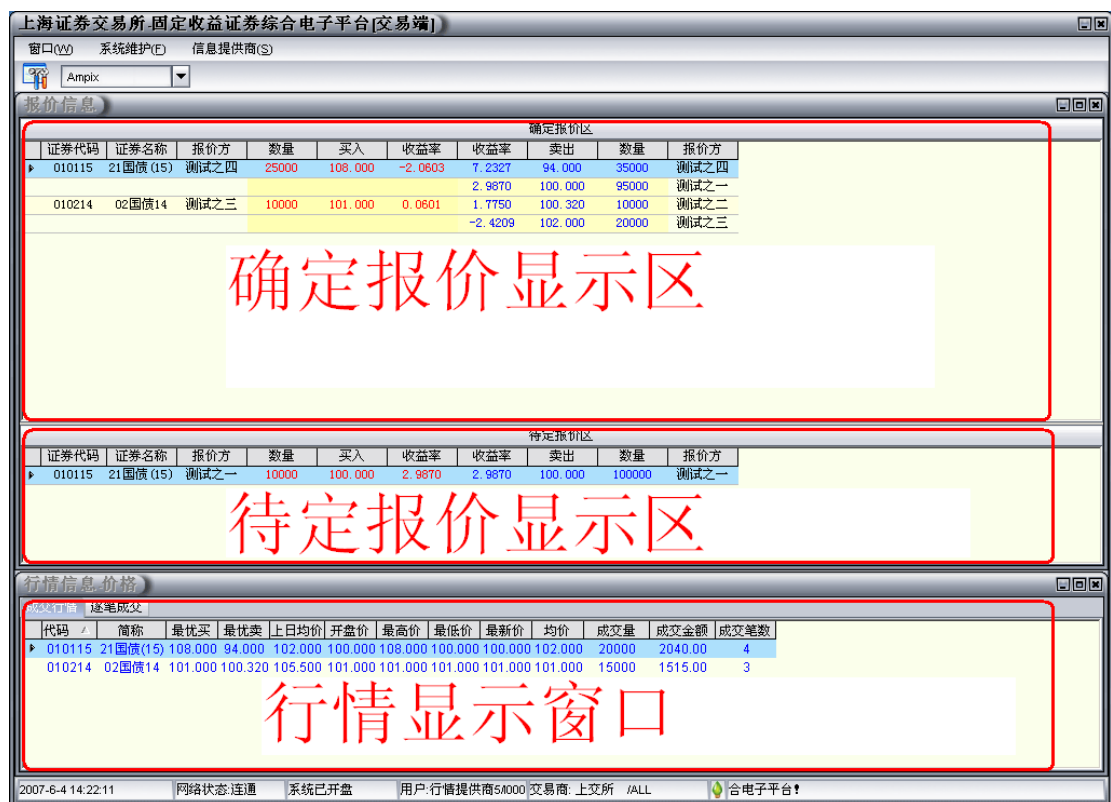 上海证券交易所-固定收益证券综合电子平台[交易端]
窗口(W) 系统维护(F) 信息提供商(S)
Ampix
报价信息
确定报价区
证券代码 证券名称 报价方 数量 买入 收益率 收益率 卖出 数量 报价方
010115 21国债(15) 测试之四 25000 108.000 -2.0603 7.2327 94.000 35000 测试之四
2.9870 100.000 95000 测试之一
010214 02国债14 测试之三 10000 101.000 0.0601 1.7750 100.320 10000 测试之二
-2.4209 102.000 20000 测试之三
确定报价显示区
待定报价区
证券代码 证券名称 报价方 数量 买入 收益率 收益率 卖出 数量 报价方
010115 21国债(15) 测试之一 10000 100.000 2.9870 2.9870 100.000 100000 测试之一
待定报价显示区
行情信息-价格
成交行情 逐笔成交
代码 简称 最优买 最优卖 上日均价 开盘价 最高价 最低价 最新价 均价 成交量 成交金额 成交笔数
010115 21国债(15) 108.000 94.000 102.000 100.000 108.000 100.000 100.000 102.000 20000 2040.00 4
010214 02国债14 101.000 100.320 105.500 101.000 101.000 101.000 101.000 101.000 15000 1515.00 3
行情显示窗口
2007-6-4 14:22:11 网络状态:连通 系统已开盘 用户:行情提供商5/000 交易商: 上交所 /ALL 合电子平台!